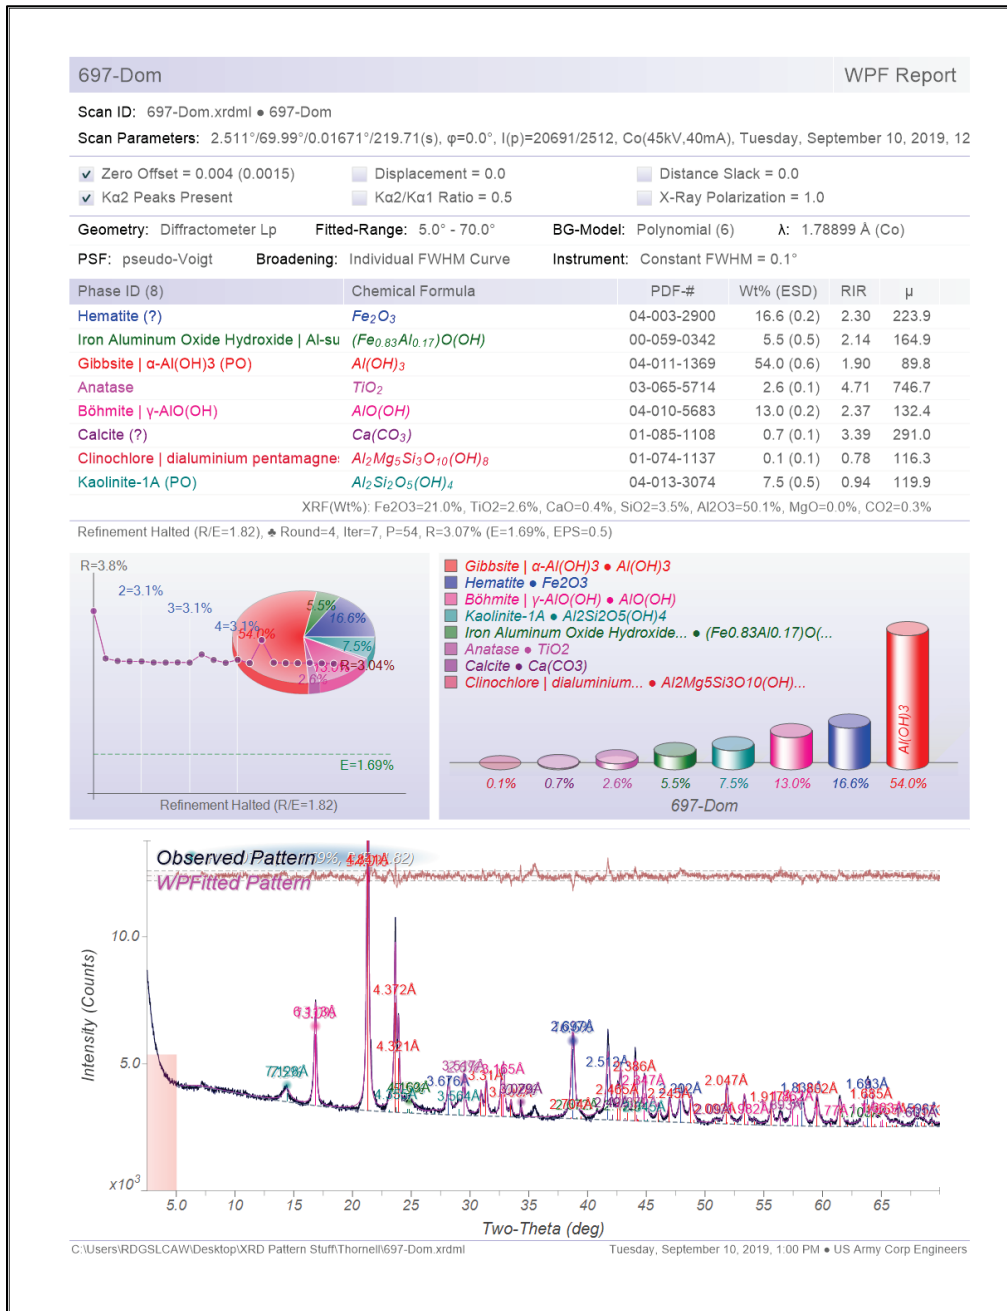 697-Dom WPF Report
Scan ID: 697-Dom.xrdml ● 697-Dom
Scan Parameters: 2.511°/69.99°/0.01671°/219.71(s), φ=0.0°, I(p)=20691/2512, Co(45kV,40mA), Tuesday, September 10, 2019, 12
Zero Offset = 0.004 (0.0015) Displacement = 0.0 Distance Slack = 0.0
Kα2 Peaks Present Kα2/Kα1 Ratio = 0.5 X-Ray Polarization = 1.0
Geometry: Diffractometer Lp Fitted-Range: 5.0° - 70.0° BG-Model: Polynomial (6) λ: 1.78899 Å (Co)
PSF: pseudo-Voigt Broadening: Individual FWHM Curve Instrument: Constant FWHM = 0.1°
Phase ID (8) Chemical Formula PDF-# Wt% (ESD) RIR μ
Hematite (?) Fe2O3 04-003-2900 16.6 (0.2) 2.30 223.9
Iron Aluminum Oxide Hydroxide | Al-su (Fe0.83Al0.17)O(OH) 00-059-0342 5.5 (0.5) 2.14 164.9
Gibbsite | α-Al(OH)3 (PO) Al(OH)3 04-011-1369 54.0 (0.6) 1.90 89.8
Anatase TiO2 03-065-5714 2.6 (0.1) 4.71 746.7
Böhmite | γ-AlO(OH) AlO(OH) 04-010-5683 13.0 (0.2) 2.37 132.4
Calcite (?) Ca(CO3) 01-085-1108 0.7 (0.1) 3.39 291.0
Clinochlore | dialuminium pentamagne Al2Mg5Si3O10(OH)8 01-074-1137 0.1 (0.1) 0.78 116.3
Kaolinite-1A (PO) Al2Si2O5(OH)4 04-013-3074 7.5 (0.5) 0.94 119.9
XRF(Wt%): Fe2O3=21.0%, TiO2=2.6%, CaO=0.4%, SiO2=3.5%, Al2O3=50.1%, MgO=0.0%, CO2=0.3%
Refinement Halted (R/E=1.82), ♣ Round=4, Iter=7, P=54, R=3.07% (E=1.69%, EPS=0.5)
R=3.8%
2=3.1%
3=3.1%
4=3.1%
5.5%
16.6%
54.0%
7.5%
13.0%
2.6%
R=3.04%
E=1.69%
Refinement Halted (R/E=1.82)
Gibbsite | α-Al(OH)3 ● Al(OH)3
Hematite ● Fe2O3
Böhmite | γ-AlO(OH) ● AlO(OH)
Kaolinite-1A ● Al2Si2O5(OH)4
Iron Aluminum Oxide Hydroxide... ● (Fe0.83Al0.17)O(...
Anatase ● TiO2
Calcite ● Ca(CO3)
Clinochlore | dialuminium... ● Al2Mg5Si3O10(OH)...
Al(OH)3
0.1% 0.7% 2.6% 5.5% 7.5% 13.0% 16.6% 54.0%
697-Dom
Observed Pattern
WPFitted Pattern
10.0
5.0
x10^3
Intensity (Counts)
4.372Å
4.321Å
3.676Å
3.564Å
2.697Å
2.386Å
2.047Å
5.0 10 15 20 25 30 35 40 45 50 55 60 65
Two-Theta (deg)
C:\Users\RDGSLCAW\Desktop\XRD Pattern Stuff\Thornell\697-Dom.xrdml Tuesday, September 10, 2019, 1:00 PM ● US Army Corp Engineers